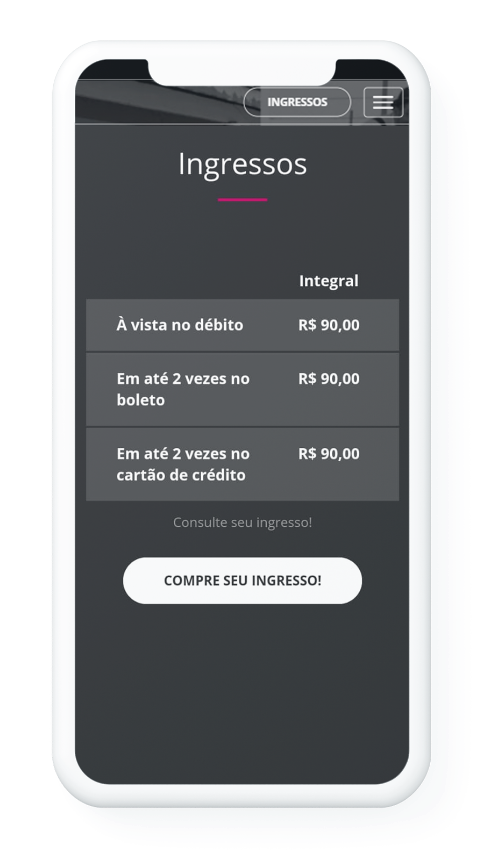 INGRESSOS
Ingressos
Integral
À vista no débito R$ 90,00
Em até 2 vezes no R$ 90,00
boleto
Em até 2 vezes no R$ 90,00
cartão de crédito
Consulte seu ingresso!
COMPRE SEU INGRESSO!